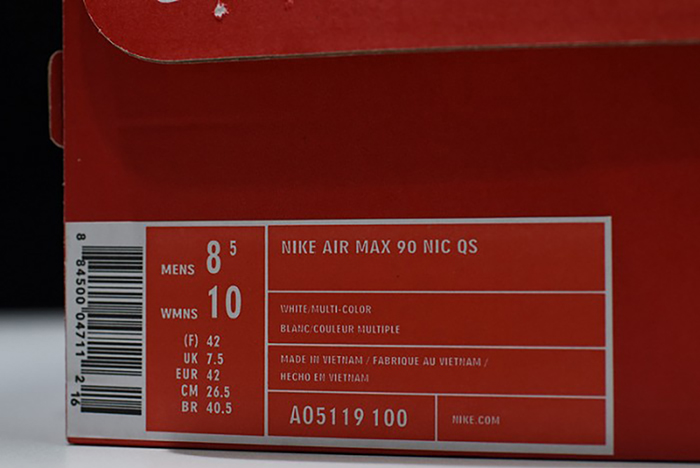 8 84500 04711 2 16
MENS 8 5
WMNS 10
(F) 42
UK 7.5
EUR 42
CM 26.5
BR 40.5
NIKE AIR MAX 90 NIC QS
WHITE/MULTI-COLOR
BLANC/COULEUR MULTIPLE
MADE IN VIETNAM / FABRIQUE AU VIETNAM /
HECHO EN VIETNAM
AO5119 100
NIKE.COM